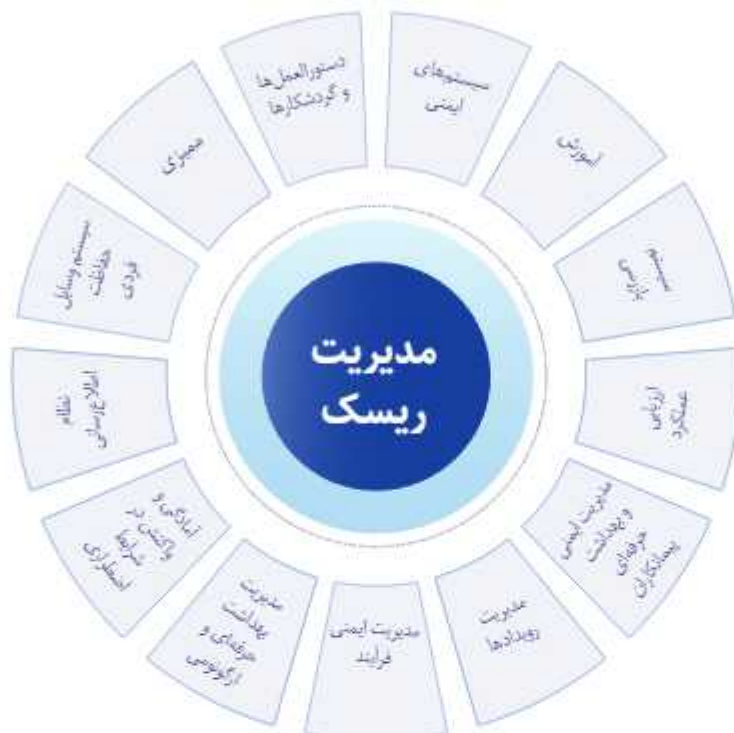 مدیریت
ریسک
سیستم‌های
ایمنی
آموزش
سیستم
بازرسی
ارزیابی
عملکرد
مدیریت ایمنی
و بهداشت
حرفه‌ای
پیمانکاران
مدیریت
رویدادها
مدیریت ایمنی
فرآیند
مدیریت
بهداشت
حرفه‌ای و
ارگونومی
آمادگی و
واکنش در
شرایط
اضطراری
نظام
اطلاع‌رسانی
سیستم وسایل
حفاظت
فردی
ممیزی
دستورالعمل‌ها
و گردشکارها